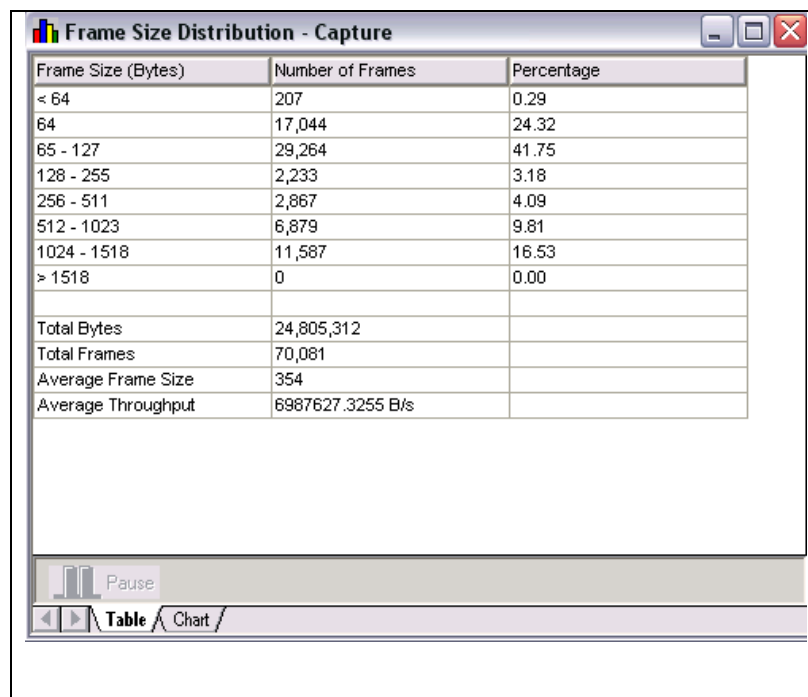 Frame Size Distribution - Capture
Frame Size (Bytes) Number of Frames Percentage
< 64 207 0.29
64 17,044 24.32
65 - 127 29,264 41.75
128 - 255 2,233 3.18
256 - 511 2,867 4.09
512 - 1023 6,879 9.81
1024 - 1518 11,587 16.53
> 1518 0 0.00
Total Bytes 24,805,312
Total Frames 70,081
Average Frame Size 354
Average Throughput 6987627.3255 B/s
Pause
Table Chart